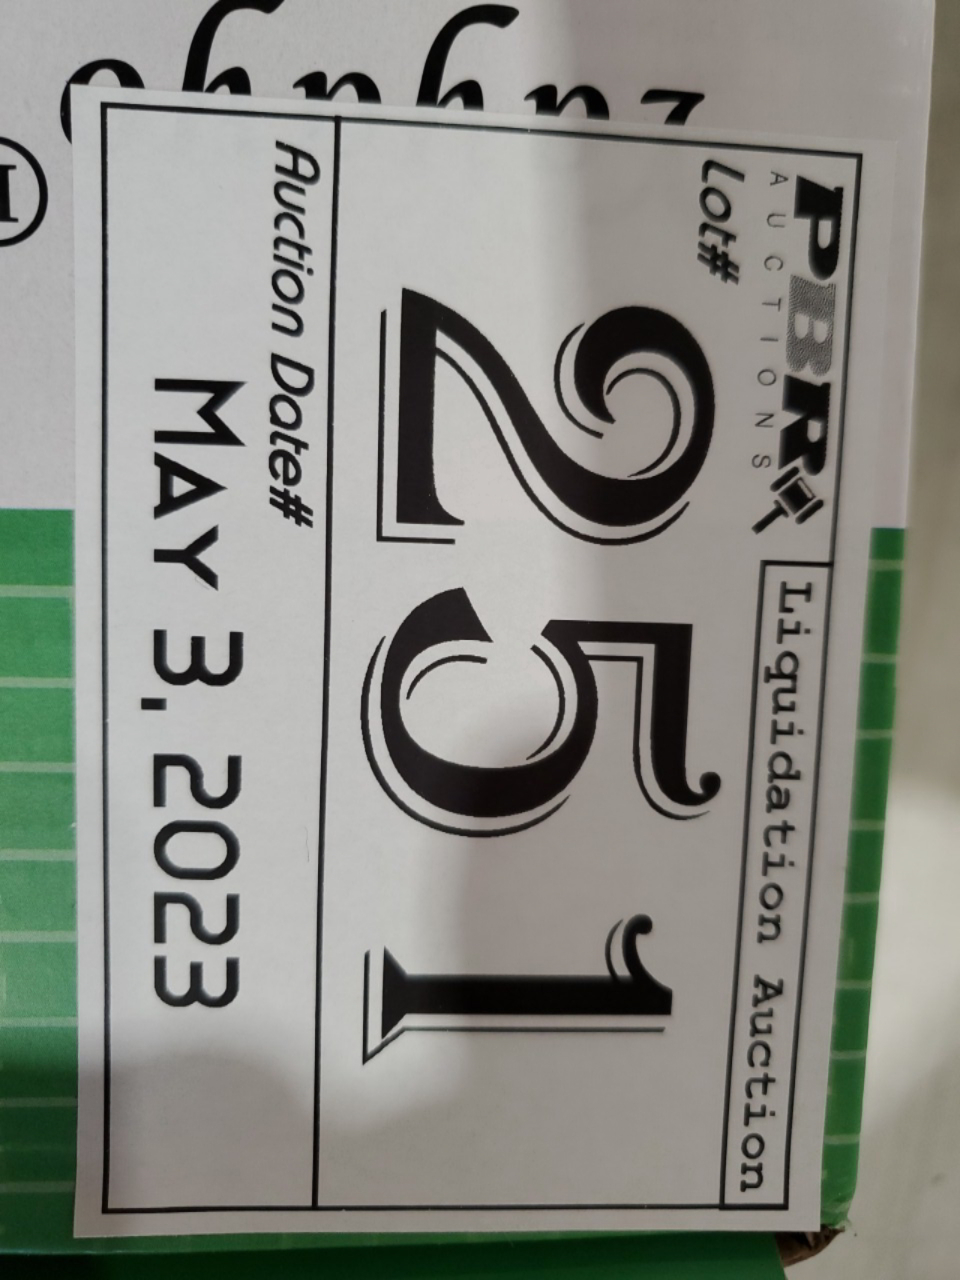 PBR
AUCTIONS
Liquidation Auction
Lot#
251
Auction Date#
MAY 3, 2023